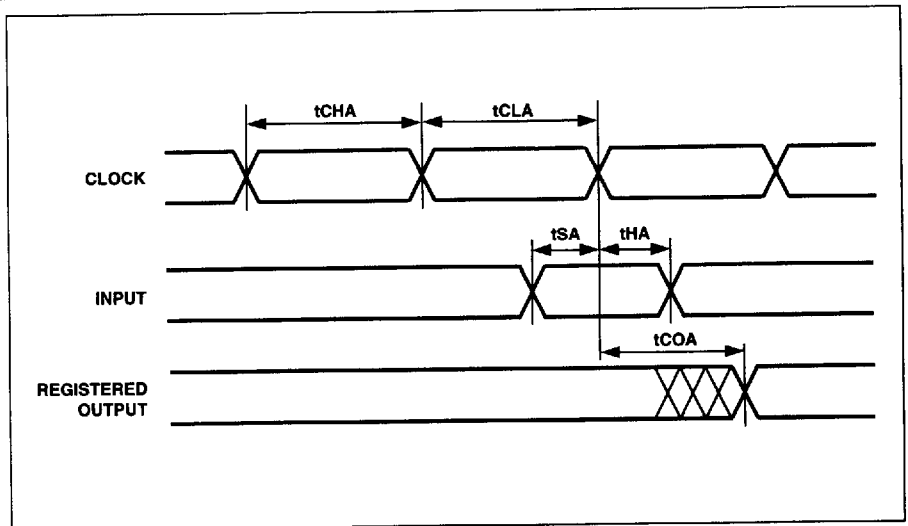 tCHA
tCLA
CLOCK
tSA
tHA
INPUT
tCOA
REGISTERED
OUTPUT